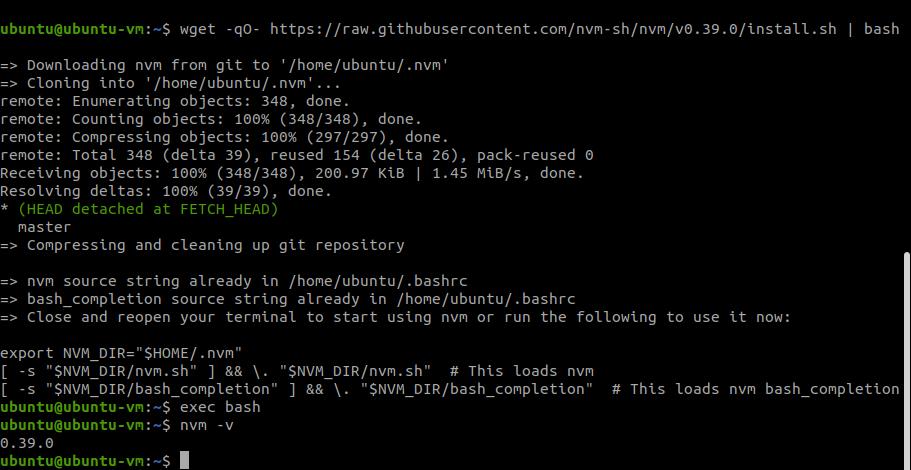 ubuntu@ubuntu-vm:~$ wget -qO- https://raw.githubusercontent.com/nvm-sh/nvm/v0.39.0/install.sh | bash
=> Downloading nvm from git to '/home/ubuntu/.nvm'
=> Cloning into '/home/ubuntu/.nvm'...
remote: Enumerating objects: 348, done.
remote: Counting objects: 100% (348/348), done.
remote: Compressing objects: 100% (297/297), done.
remote: Total 348 (delta 39), reused 154 (delta 26), pack-reused 0
Receiving objects: 100% (348/348), 200.97 KiB | 1.45 MiB/s, done.
Resolving deltas: 100% (39/39), done.
* (HEAD detached at FETCH_HEAD)
  master
=> Compressing and cleaning up git repository
=> nvm source string already in /home/ubuntu/.bashrc
=> bash_completion source string already in /home/ubuntu/.bashrc
=> Close and reopen your terminal to start using nvm or run the following to use it now:
export NVM_DIR="$HOME/.nvm"
[ -s "$NVM_DIR/nvm.sh" ] && \. "$NVM_DIR/nvm.sh"  # This loads nvm
[ -s "$NVM_DIR/bash_completion" ] && \. "$NVM_DIR/bash_completion"  # This loads nvm bash_completion
ubuntu@ubuntu-vm:~$ exec bash
ubuntu@ubuntu-vm:~$ nvm -v
0.39.0
ubuntu@ubuntu-vm:~$